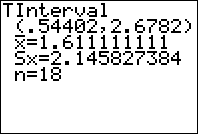 TInterval
(.54402,2.6782)
x̄=1.611111111
Sx=2.145827384
n=18